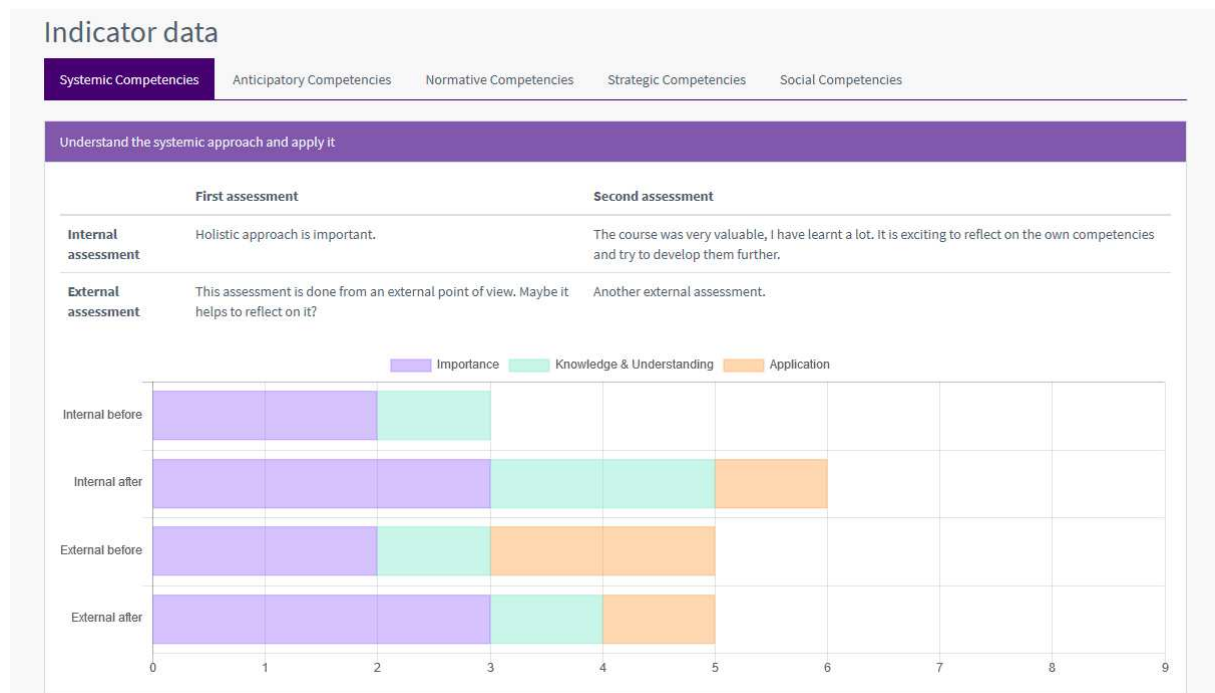 Indicator data
Systemic Competencies Anticipatory Competencies Normative Competencies Strategic Competencies Social Competencies
Understand the systemic approach and apply it
First assessment Second assessment
Internal assessment
Holistic approach is important.
The course was very valuable, I have learnt a lot. It is exciting to reflect on the own competencies
and try to develop them further.
External assessment
This assessment is done from an external point of view. Maybe it
helps to reflect on it?
Another external assessment.
Importance Knowledge & Understanding Application
Internal before
Internal after
External before
External after
0 1 2 3 4 5 6 7 8 9